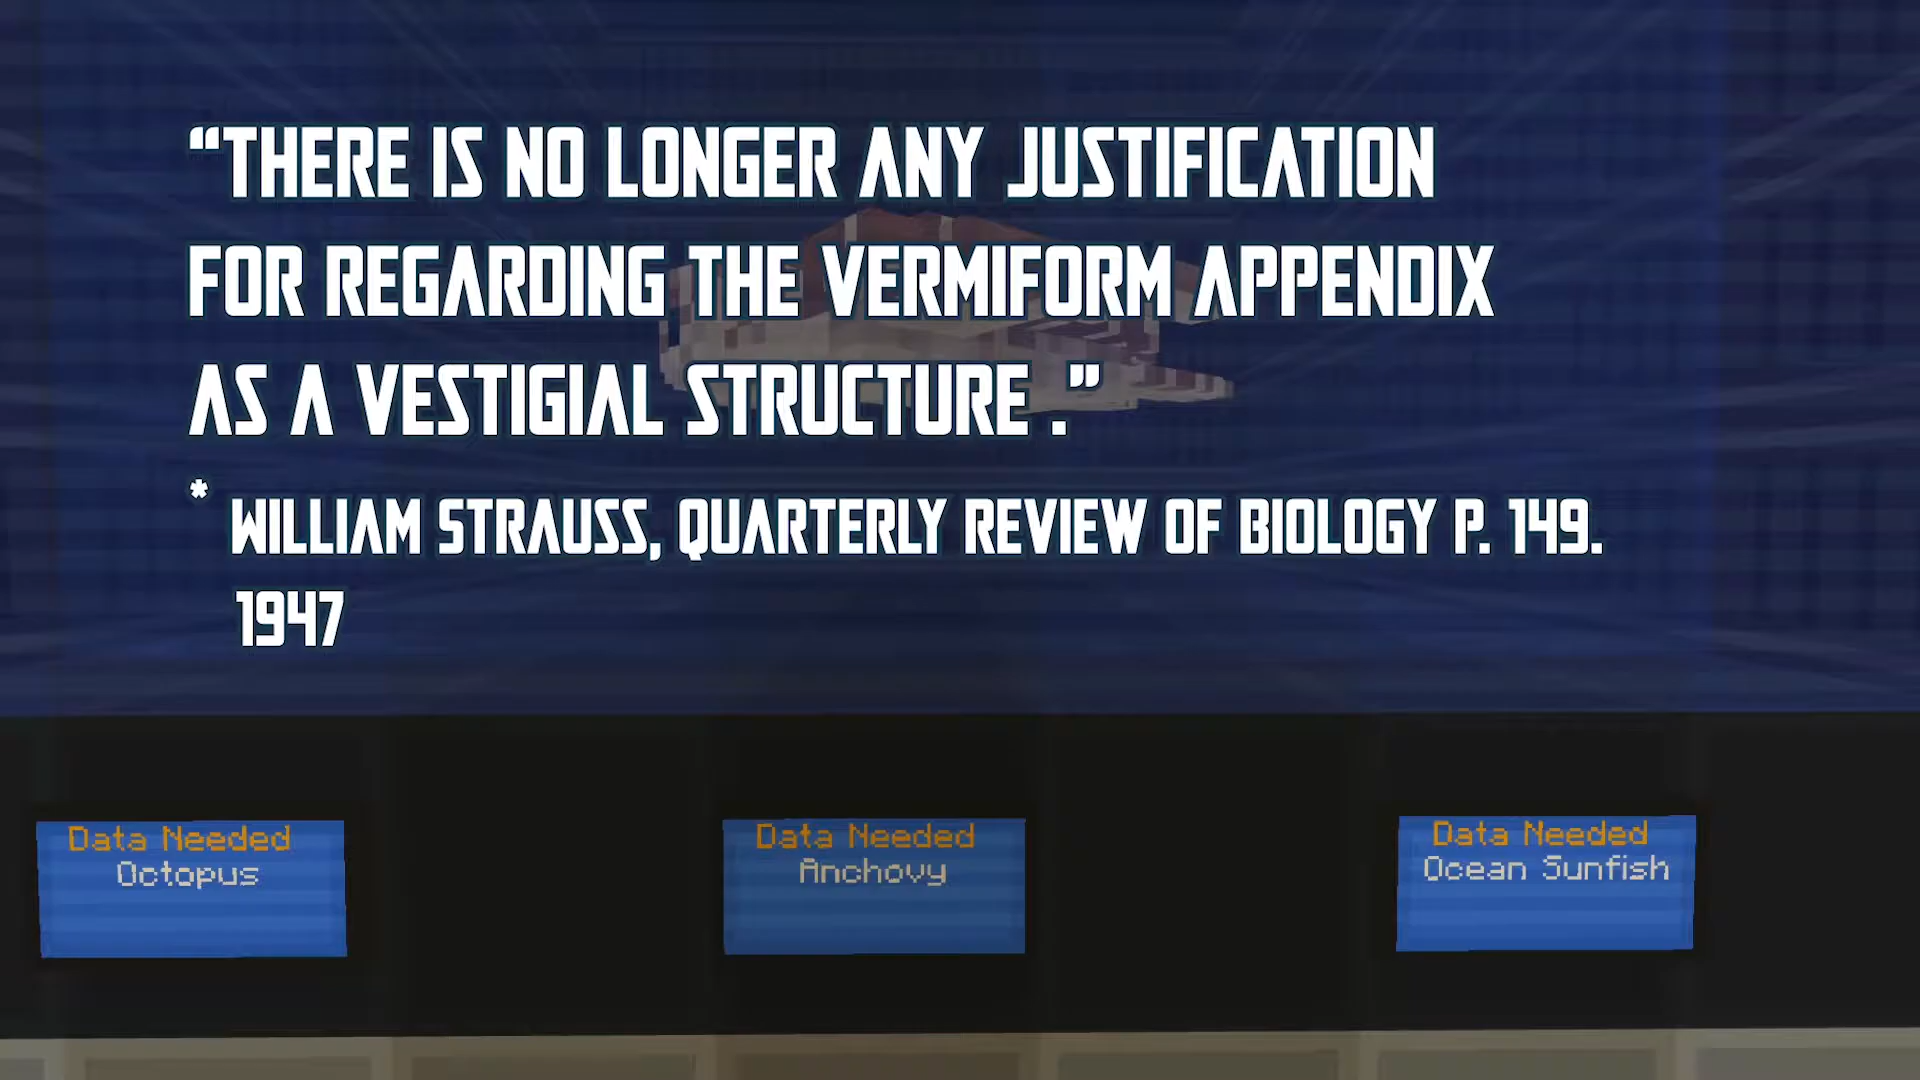 “THERE IS NO LONGER ANY JUSTIFICATION
FOR REGARDING THE VERMIFORM APPENDIX
AS A VESTIGIAL STRUCTURE .”
* WILLIAM STRAUSS, QUARTERLY REVIEW OF BIOLOGY P. 149.
1947
Data Needed
Octopus
Data Needed
Anchovy
Data Needed
Ocean Sunfish